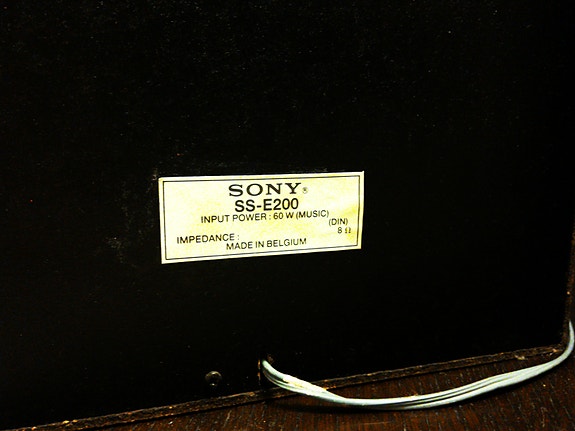 SONY®
SS-E200
INPUT POWER : 60 W (MUSIC)
(DIN)
IMPEDANCE : 8 Ω
MADE IN BELGIUM